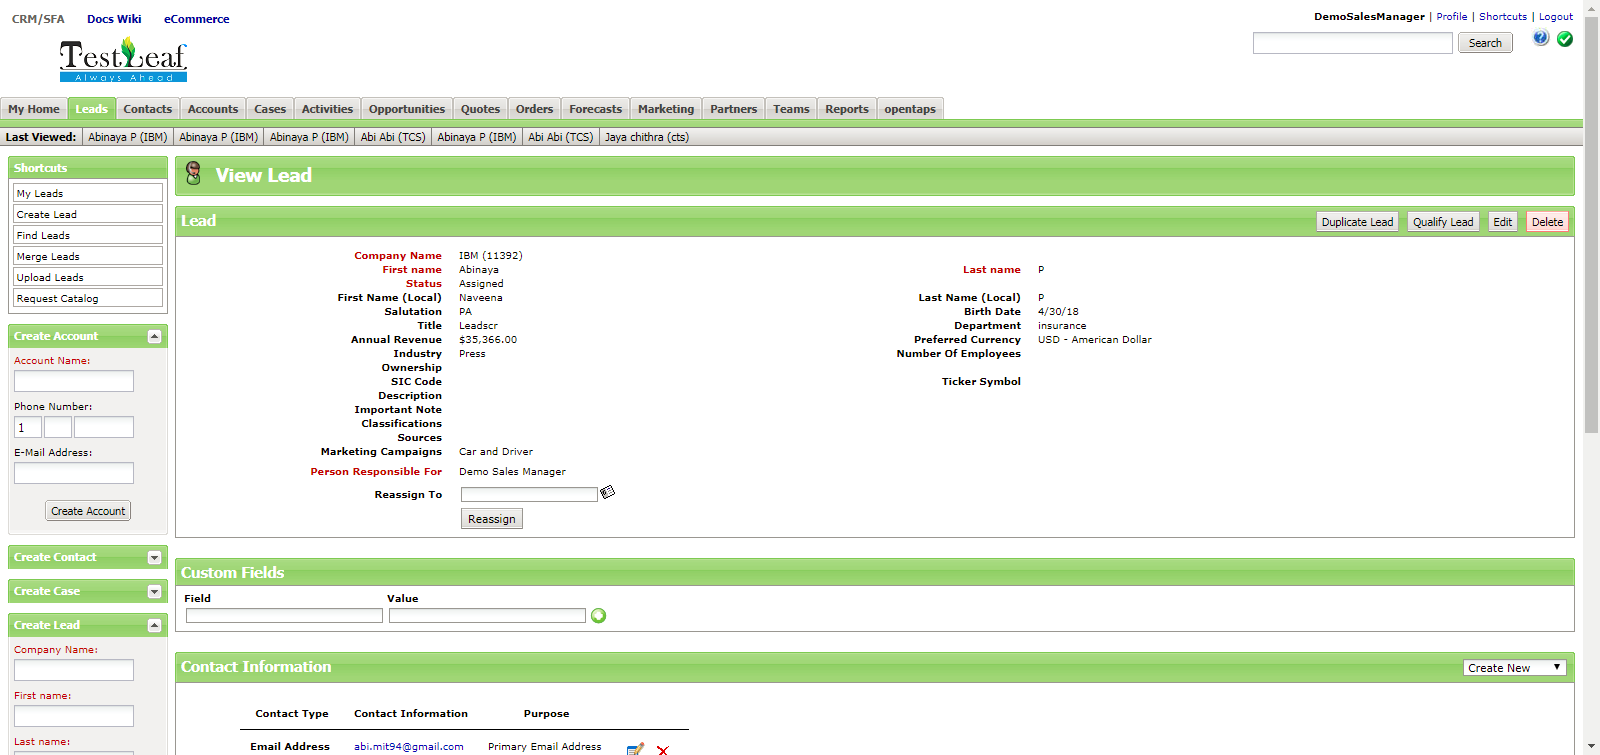 CRM/SFA Docs Wiki eCommerce
DemoSalesManager | Profile | Shortcuts | Logout
TestLeaf
Always Ahead
Search
My Home Leads Contacts Accounts Cases Activities Opportunities Quotes Orders Forecasts Marketing Partners Teams Reports opentaps
Last Viewed: Abinaya P (IBM) Abinaya P (IBM) Abinaya P (IBM) Abi Abi (TCS) Abinaya P (IBM) Abi Abi (TCS) Jaya chithra (cts)
Shortcuts
My Leads
Create Lead
Find Leads
Merge Leads
Upload Leads
Request Catalog
Create Account
Account Name:
Phone Number:
1
E-Mail Address:
Create Account
Create Contact
Create Case
Create Lead
Company Name:
First name:
Last name:
View Lead
Lead
Duplicate Lead Qualify Lead Edit Delete
Company Name IBM (11392)
First name Abinaya Last name P
Status Assigned
First Name (Local) Naveena Last Name (Local) P
Salutation PA Birth Date 4/30/18
Title Leadscr Department insurance
Annual Revenue $35,366.00 Preferred Currency USD - American Dollar
Industry Press Number Of Employees
Ownership
SIC Code Ticker Symbol
Description
Important Note
Classifications
Sources
Marketing Campaigns Car and Driver
Person Responsible For Demo Sales Manager
Reassign To
Reassign
Custom Fields
Field Value
Contact Information
Create New
Contact Type Contact Information Purpose
Email Address abi.mit94@gmail.com Primary Email Address